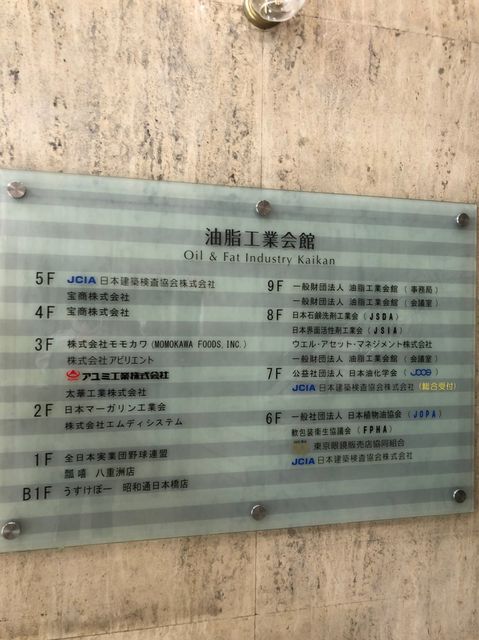 油脂工業会館
Oil & Fat Industry Kaikan
5F JCIA 日本建築検査協会株式会社
宝商株式会社
4F 宝商株式会社
3F 株式会社モモカワ(MOMOKAWA FOODS,INC.)
株式会社アビリエント
アユミ工業株式会社
太華工業株式会社
2F 日本マーガリン工業会
株式会社エムディシステム
1F 全日本実業団野球連盟
瓢嘻 八重洲店
B1F うすけぼー 昭和通日本橋店
9F 一般財団法人 油脂工業会館 (事務局)
一般財団法人 油脂工業会館 (会議室)
8F 日本石鹸洗剤工業会 (JSDA)
日本界面活性剤工業会 (JSIA)
ウエル・アセット・マネジメント株式会社
一般財団法人 油脂工業会館 (会議室)
7F 公益社団法人 日本油化学会 (JOCS)
JCIA 日本建築検査協会株式会社 (総合受付)
6F 一般社団法人 日本植物油協会 (JOPA)
軟包装衛生協議会 (FPHA)
東京眼鏡販売店協同組合
JCIA 日本建築検査協会株式会社